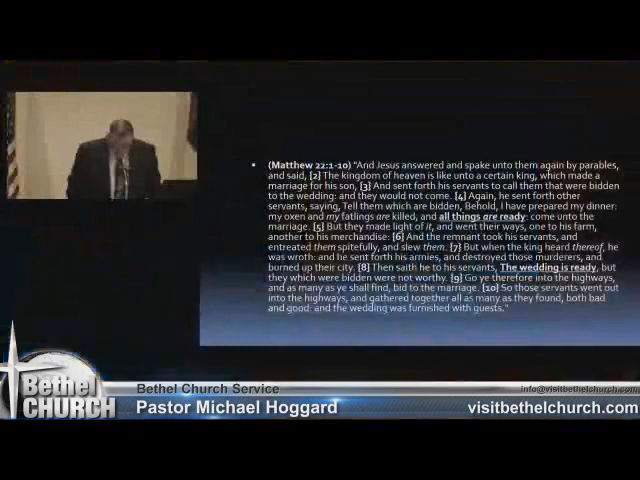 (Matthew 22:1-10) "And Jesus answered and spake unto them again by parables,
and said, [2] The kingdom of heaven is like unto a certain king, which made a
marriage for his son, [3] And sent forth his servants to call them that were bidden
to the wedding: and they would not come. [4] Again, he sent forth other
servants, saying, Tell them which are bidden, Behold, I have prepared my dinner:
my oxen and my fatlings are killed, and all things are ready: come unto the
marriage. [5] But they made light of it, and went their ways, one to his farm,
another to his merchandise: [6] And the remnant took his servants, and
entreated them spitefully, and slew them. [7] But when the king heard thereof, he
was wroth: and he sent forth his armies, and destroyed those murderers, and
burned up their city. [8] Then saith he to his servants, The wedding is ready, but
they which were bidden were not worthy. [9] Go ye therefore into the highways,
and as many as ye shall find, bid to the marriage. [10] So those servants went out
into the highways, and gathered together all as many as they found, both bad
and good: and the wedding was furnished with guests."
Bethel
CHURCH
Bethel Church Service
info@visitbethelchurch.com
Pastor Michael Hoggard
visitbethelchurch.com